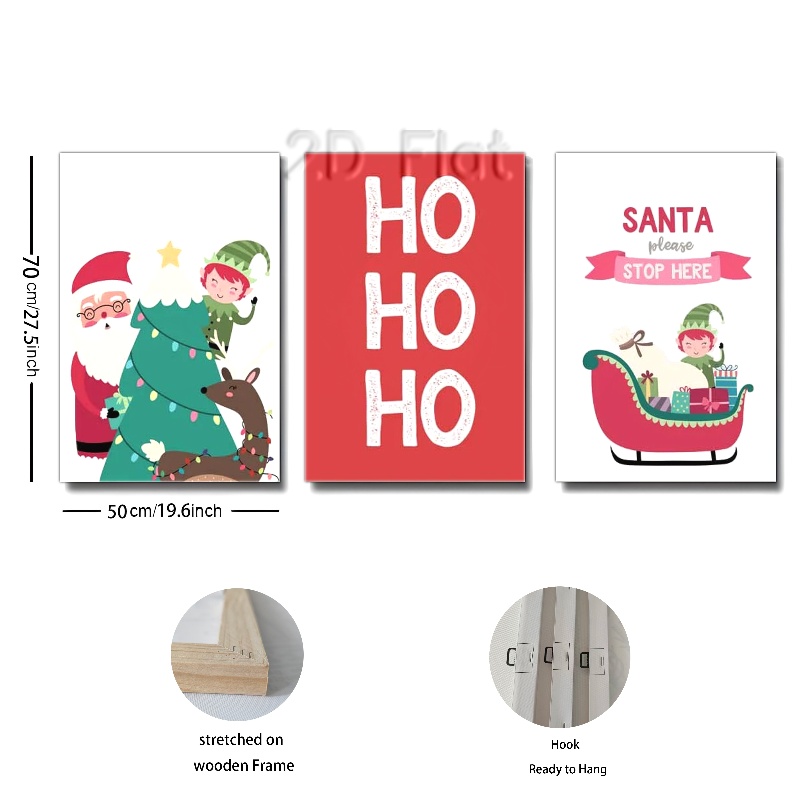 2D Flat
HO
HO
HO
SANTA
please
STOP HERE
70cm/27.5inch
50cm/19.6inch
stretched on
wooden Frame
Hook
Ready to Hang